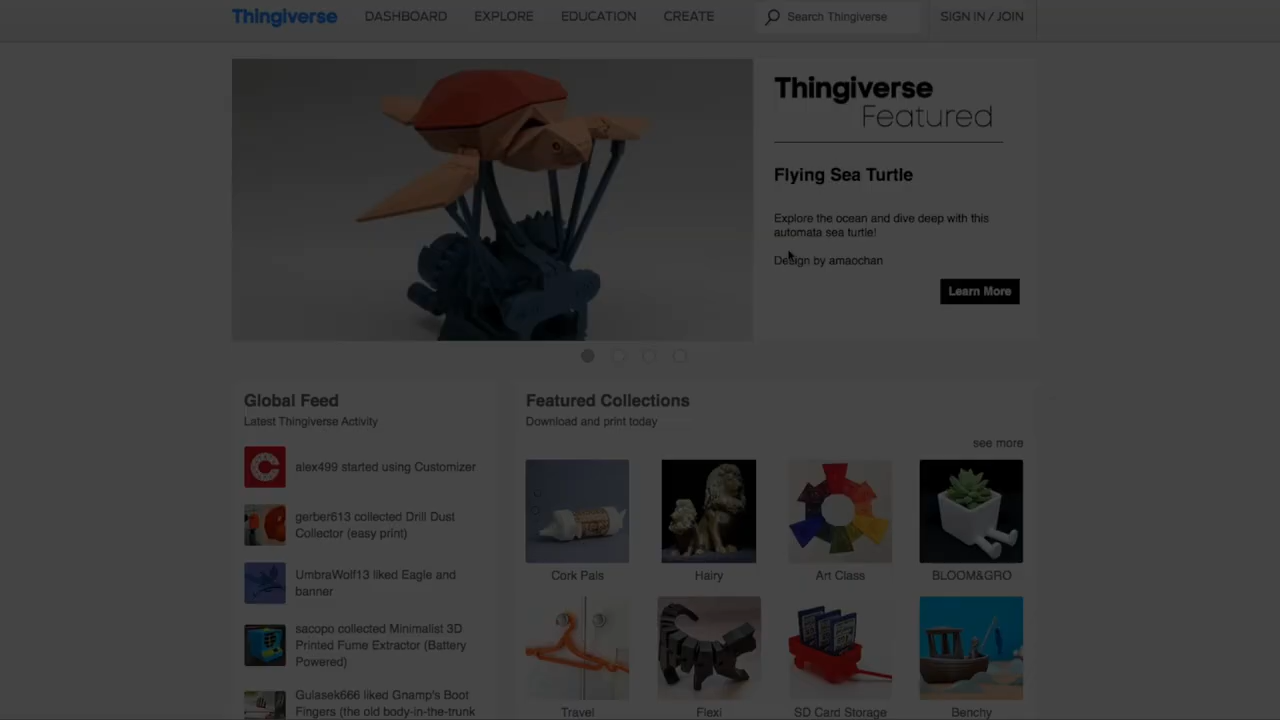 Thingiverse DASHBOARD EXPLORE EDUCATION CREATE Search Thingiverse SIGN IN / JOIN
Thingiverse
Featured
Flying Sea Turtle
Explore the ocean and dive deep with this
automata sea turtle!
Design by amaochan
Learn More
Global Feed
Latest Thingiverse Activity
alex499 started using Customizer
gerber613 collected Drill Dust
Collector (easy print)
UmbraWolf13 liked Eagle and
banner
sacopo collected Minimalist 3D
Printed Fume Extractor (Battery
Powered)
Gulasek666 liked Gnamp's Boot
Fingers (the old body-in-the-trunk
Featured Collections
Download and print today
see more
Cork Pals
Hairy
Art Class
BLOOM&GRO
Travel
Flexi
SD Card Storage
Benchy